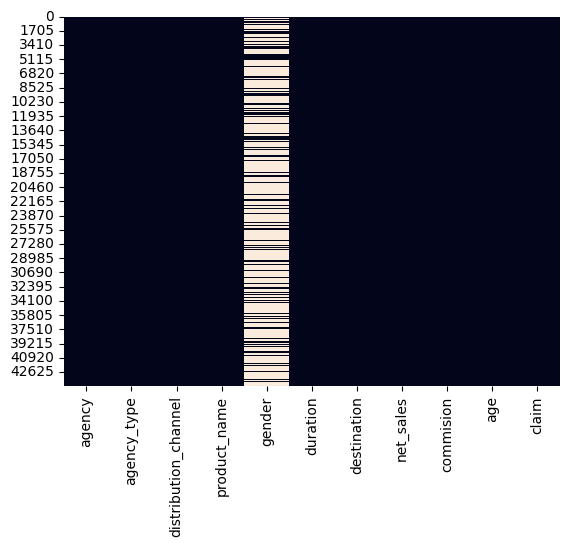 0
1705
3410
5115
6820
8525
10230
11935
13640
15345
17050
18755
20460
22165
23870
25575
27280
28985
30690
32395
34100
35805
37510
39215
40920
42625
agency
agency_type
distribution_channel
product_name
gender
duration
destination
net_sales
commision
age
claim